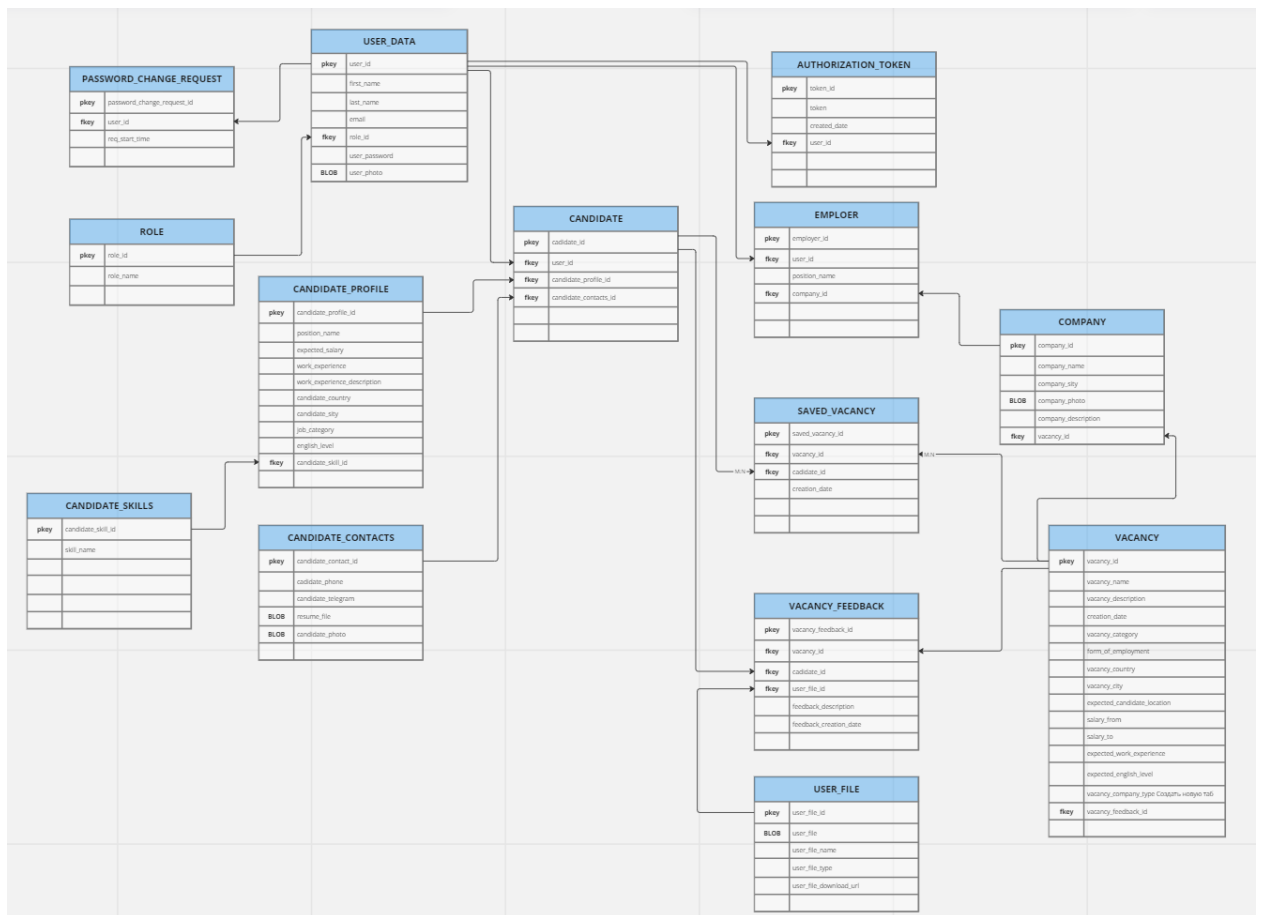 USER_DATA
pkey user_id
first_name
last_name
email
fkey role_id
user_password
BLOB user_photo
PASSWORD_CHANGE_REQUEST
pkey password_change_request_id
fkey user_id
req_start_time
AUTHORIZATION_TOKEN
pkey token_id
token
created_date
fkey user_id
ROLE
pkey role_id
role_name
CANDIDATE
pkey cadidate_id
fkey user_id
fkey candidate_profile_id
fkey candidate_contacts_id
EMPLOER
pkey employer_id
fkey user_id
position_name
fkey company_id
CANDIDATE_PROFILE
pkey candidate_profile_id
position_name
expected_salary
work_experience
work_experience_description
candidate_country
candidate_sity
job_category
english_level
fkey candidate_skill_id
COMPANY
pkey company_id
company_name
company_sity
BLOB company_photo
company_description
fkey vacancy_id
SAVED_VACANCY
pkey saved_vacancy_id
fkey vacancy_id
M:N
M:N
fkey cadidate_id
creation_date
CANDIDATE_SKILLS
pkey candidate_skill_id
skill_name
CANDIDATE_CONTACTS
pkey candidate_contact_id
cadidate_phone
candidate_telegram
BLOB resume_file
BLOB candidate_photo
VACANCY
pkey vacancy_id
vacancy_name
vacancy_description
creation_date
vacancy_category
form_of_employment
vacancy_country
vacancy_city
expected_candidate_location
salary_from
salary_to
expected_work_experience
expected_english_level
vacancy_company_type Создать новую таб
fkey vacancy_feedback_id
VACANCY_FEEDBACK
pkey vacancy_feedback_id
fkey vacancy_id
fkey cadidate_id
fkey user_file_id
feedback_description
feedback_creation_date
USER_FILE
pkey user_file_id
BLOB user_file
user_file_name
user_file_type
user_file_download_url